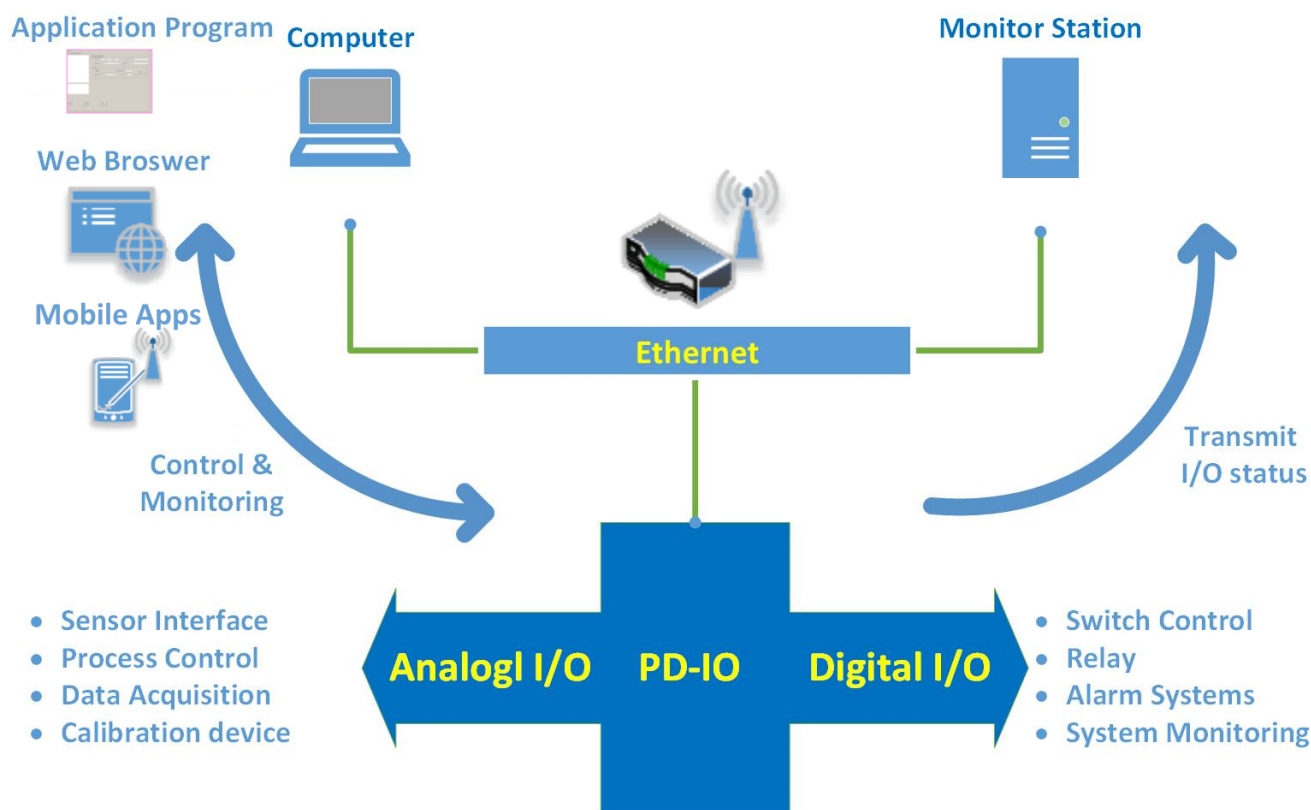 Application Program
Computer
Monitor Station
Web Broswer
Mobile Apps
Ethernet
Control &
Monitoring
Transmit
I/O status
• Sensor Interface
• Process Control
• Data Acquisition
• Calibration device
Analogl I/O
PD-IO
Digital I/O
• Switch Control
• Relay
• Alarm Systems
• System Monitoring